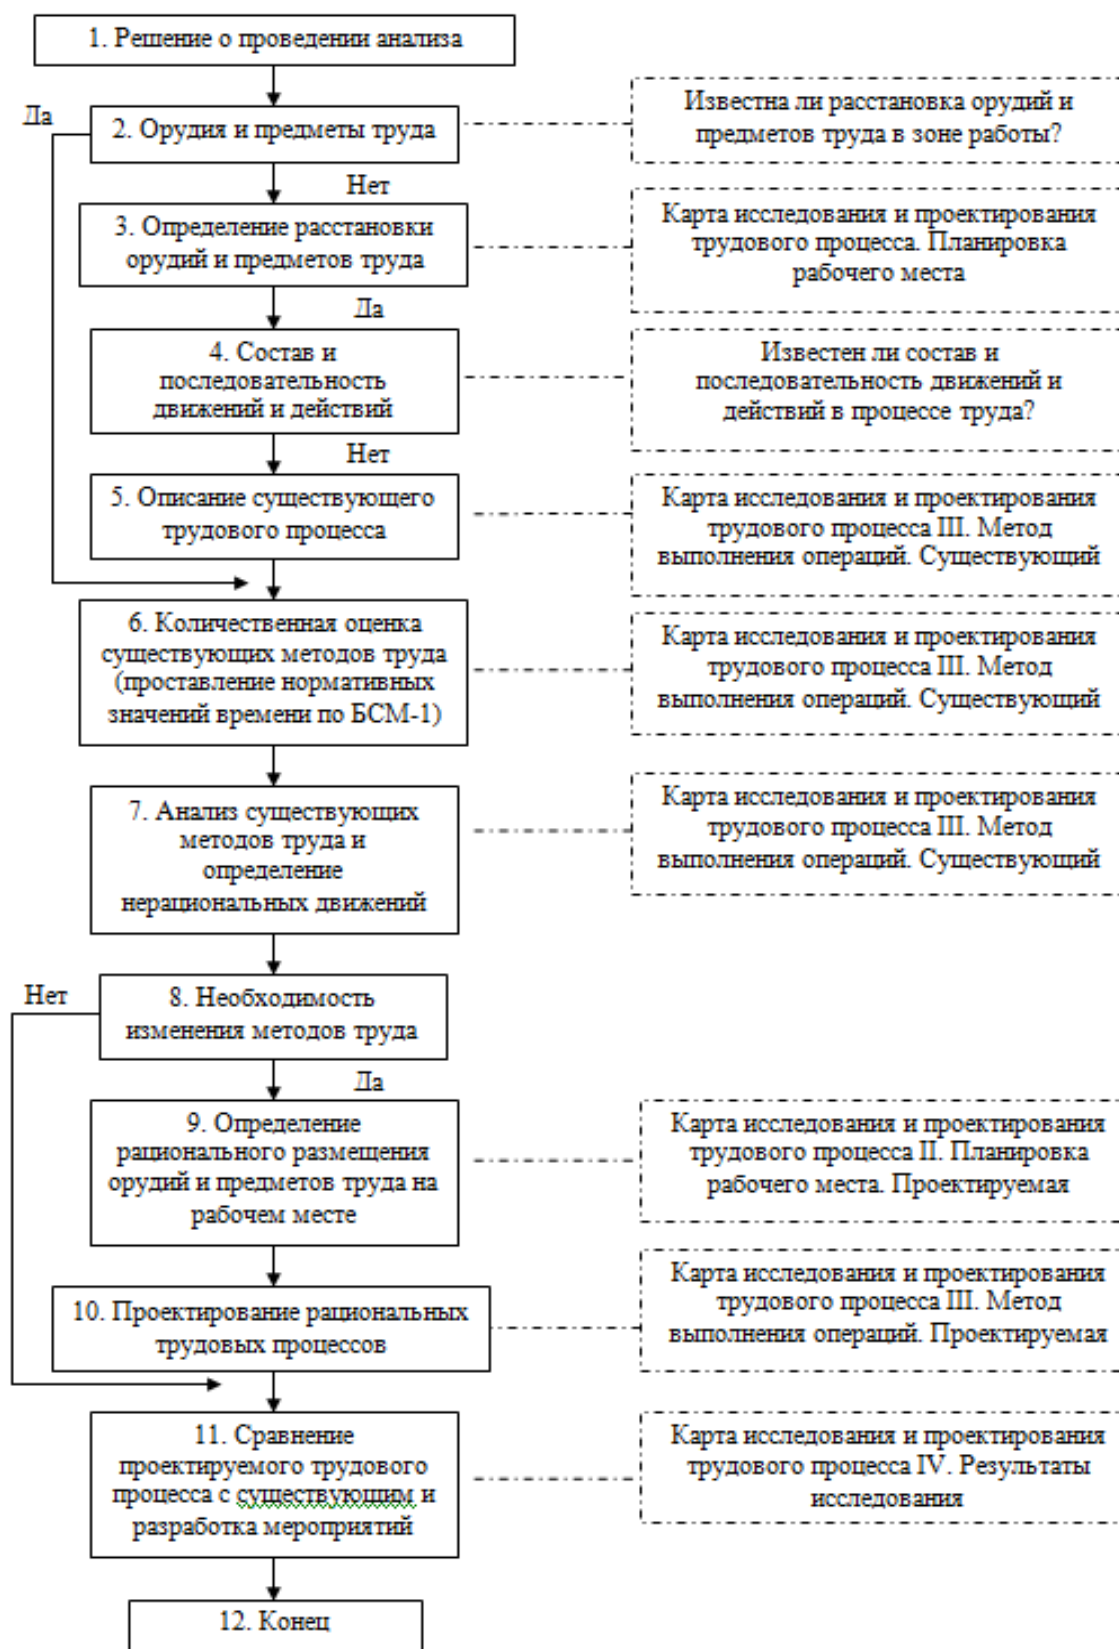 1. Решение о проведении анализа
Да
2. Орудия и предметы труда
Известна ли расстановка орудий и
предметов труда в зоне работы?
Нет
3. Определение расстановки
орудий и предметов труда
Карта исследования и проектирования
трудового процесса. Планировка
рабочего места
Да
4. Состав и
последовательность
движений и действий
Известен ли состав и
последовательность движений и
действий в процессе труда?
Нет
5. Описание существующего
трудового процесса
Карта исследования и проектирования
трудового процесса III. Метод
выполнения операций. Существующий
6. Количественная оценка
существующих методов труда
(проставление нормативных
значений времени по БСМ-1)
Карта исследования и проектирования
трудового процесса III. Метод
выполнения операций. Существующий
7. Анализ существующих
методов труда и
определение
нерациональных движений
Карта исследования и проектирования
трудового процесса III. Метод
выполнения операций. Существующий
Нет
8. Необходимость
изменения методов труда
Да
9. Определение
рационального размещения
орудий и предметов труда на
рабочем месте
Карта исследования и проектирования
трудового процесса II. Планировка
рабочего места. Проектируемая
10. Проектирование рациональных
трудовых процессов
Карта исследования и проектирования
трудового процесса III. Метод
выполнения операций. Проектируемая
11. Сравнение
проектируемого трудового
процесса с существующим и
разработка мероприятий
Карта исследования и проектирования
трудового процесса IV. Результаты
исследования
12. Конец